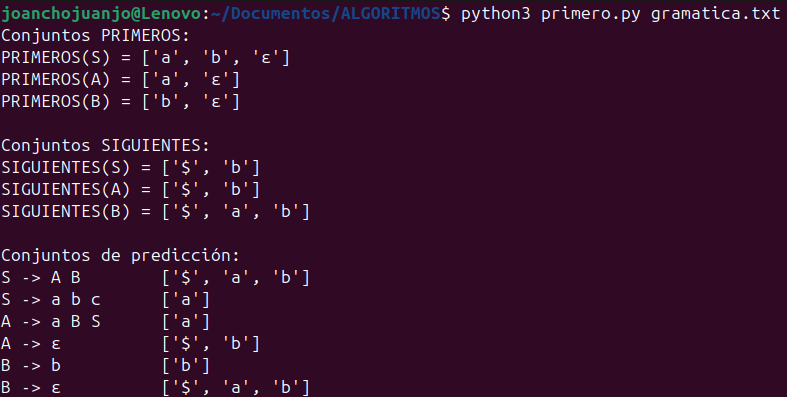 joanchojuanjo@Lenovo:~/Documentos/ALGORITMOS$ python3 primero.py gramatica.txt
Conjuntos PRIMEROS:
PRIMEROS(S) = ['a', 'b', 'ε']
PRIMEROS(A) = ['a', 'ε']
PRIMEROS(B) = ['b', 'ε']

Conjuntos SIGUIENTES:
SIGUIENTES(S) = ['$', 'b']
SIGUIENTES(A) = ['$', 'b']
SIGUIENTES(B) = ['$', 'a', 'b']

Conjuntos de predicción:
S -> A B        ['$', 'a', 'b']
S -> a b c      ['a']
A -> a B S      ['a']
A -> ε          ['$', 'b']
B -> b          ['b']
B -> ε          ['$', 'a', 'b']